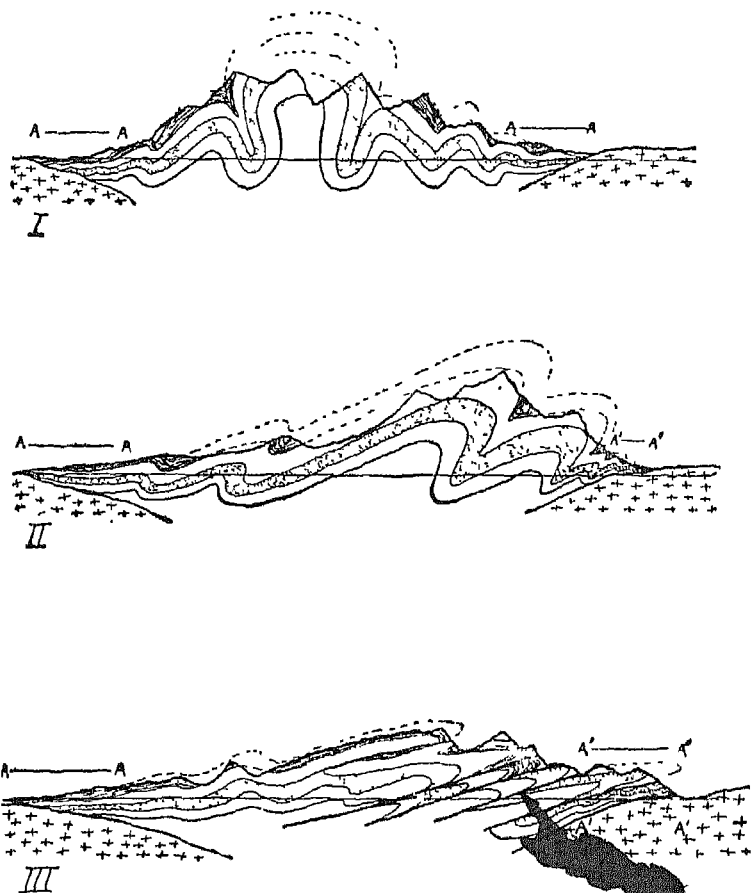 A — A A — A
I
A — A A' — A'
II
A — A A' — A'
A' A'
III